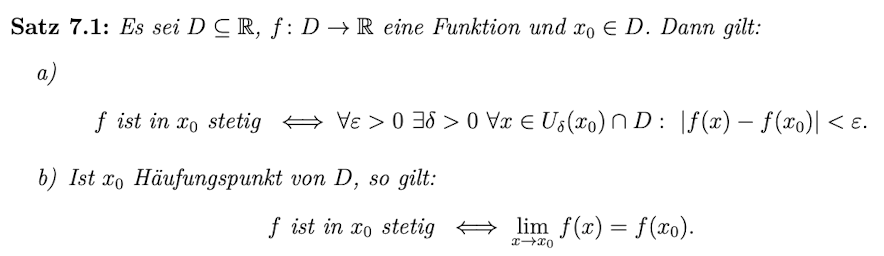 Satz 7.1: Es sei D ⊆ ℝ, f: D → ℝ eine Funktion und x₀ ∈ D. Dann gilt:
a)
f ist in x₀ stetig ⟺ ∀ε > 0 ∃δ > 0 ∀x ∈ U_δ(x₀) ∩ D : |f(x) − f(x₀)| < ε.
b) Ist x₀ Häufungspunkt von D, so gilt:
f ist in x₀ stetig ⟺ lim_{x→x₀} f(x) = f(x₀).